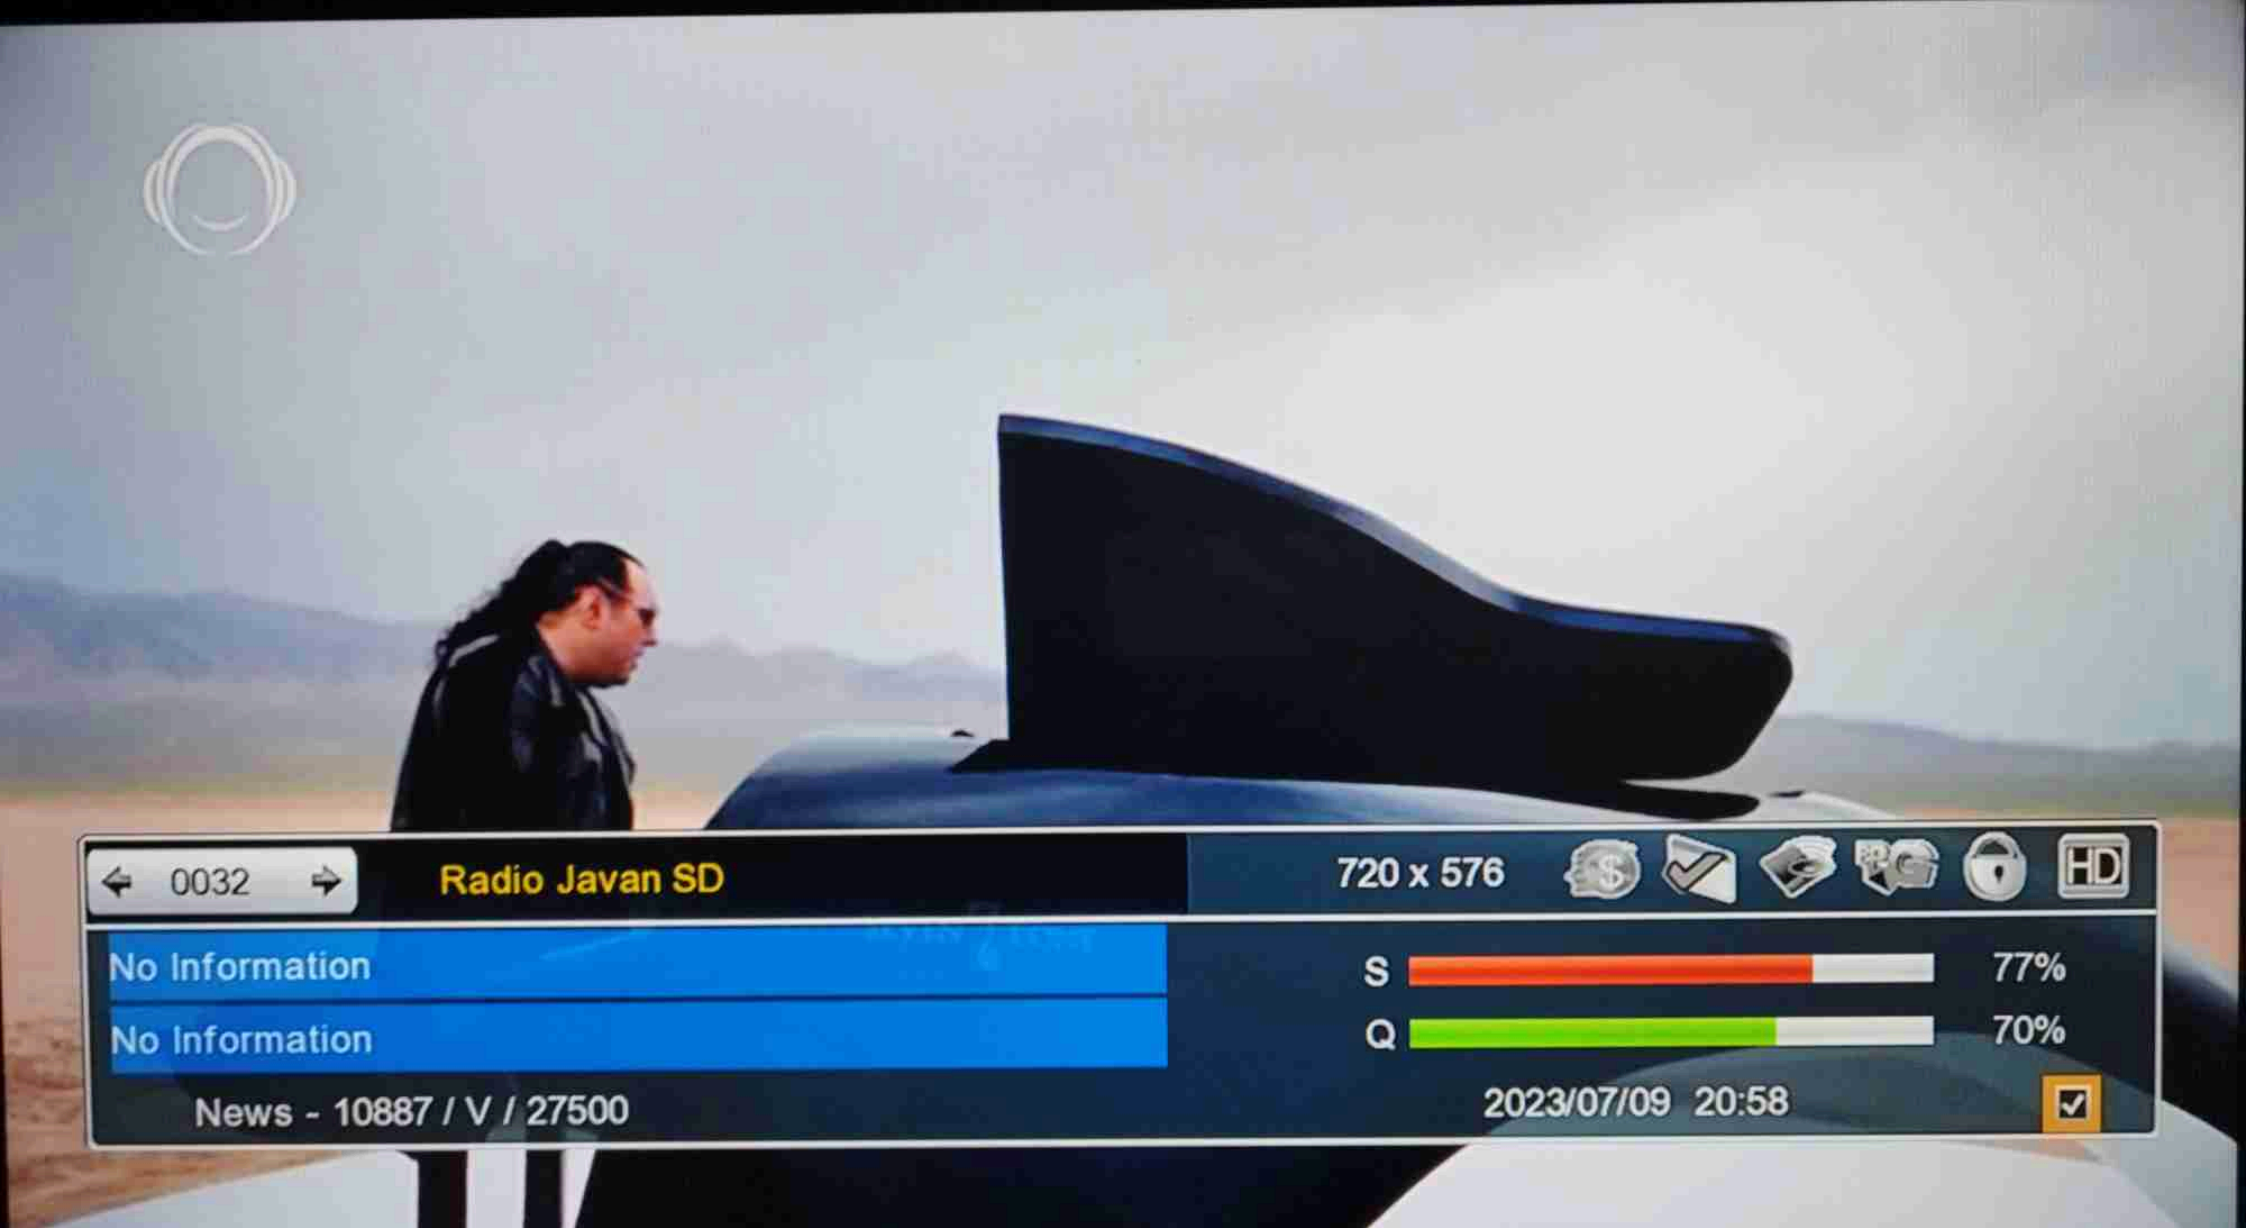 0032 Radio Javan SD 720 x 576 HD
No Information
S 77%
No Information
Q 70%
News - 10887 / V / 27500
2023/07/09 20:58